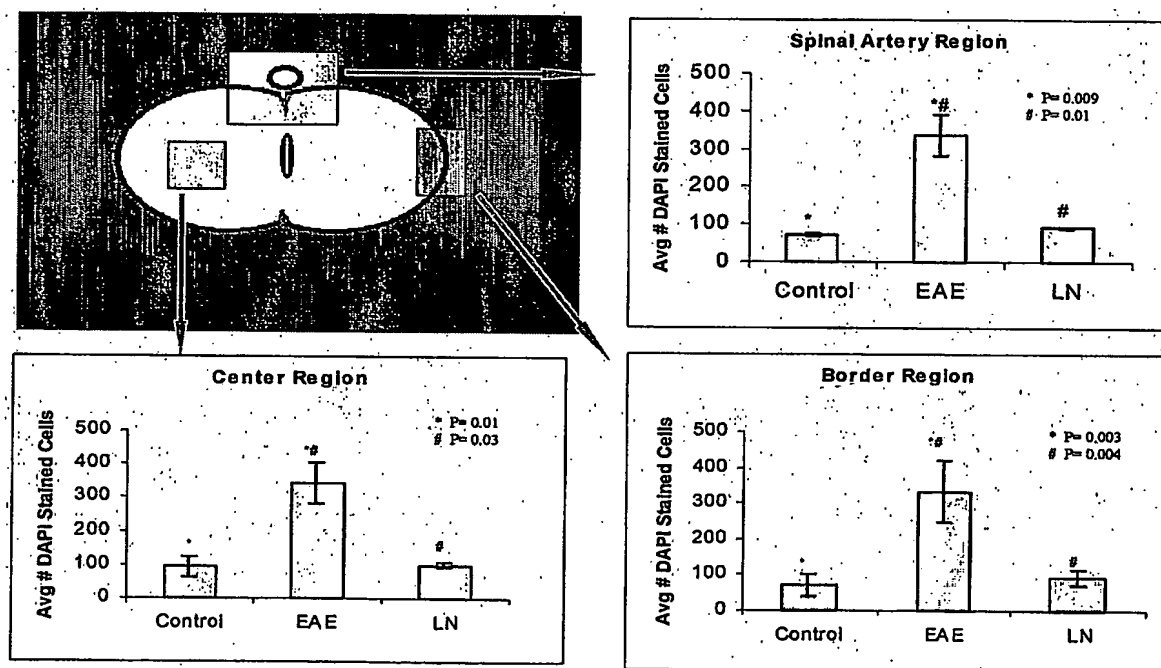 Spinal Artery Region
Avg # DAPI Stained Cells
500
400
300
200
100
0
*
*#
#
* P= 0.009
# P= 0.01
Control
EAE
LN
Center Region
Avg # DAPI Stained Cells
500
400
300
200
100
0
*
*#
#
* P= 0.01
# P= 0.03
Control
EAE
LN
Border Region
Avg # DAPI Stained Cells
500
400
300
200
100
0
*
*#
#
* P= 0.003
# P= 0.004
Control
EAE
LN